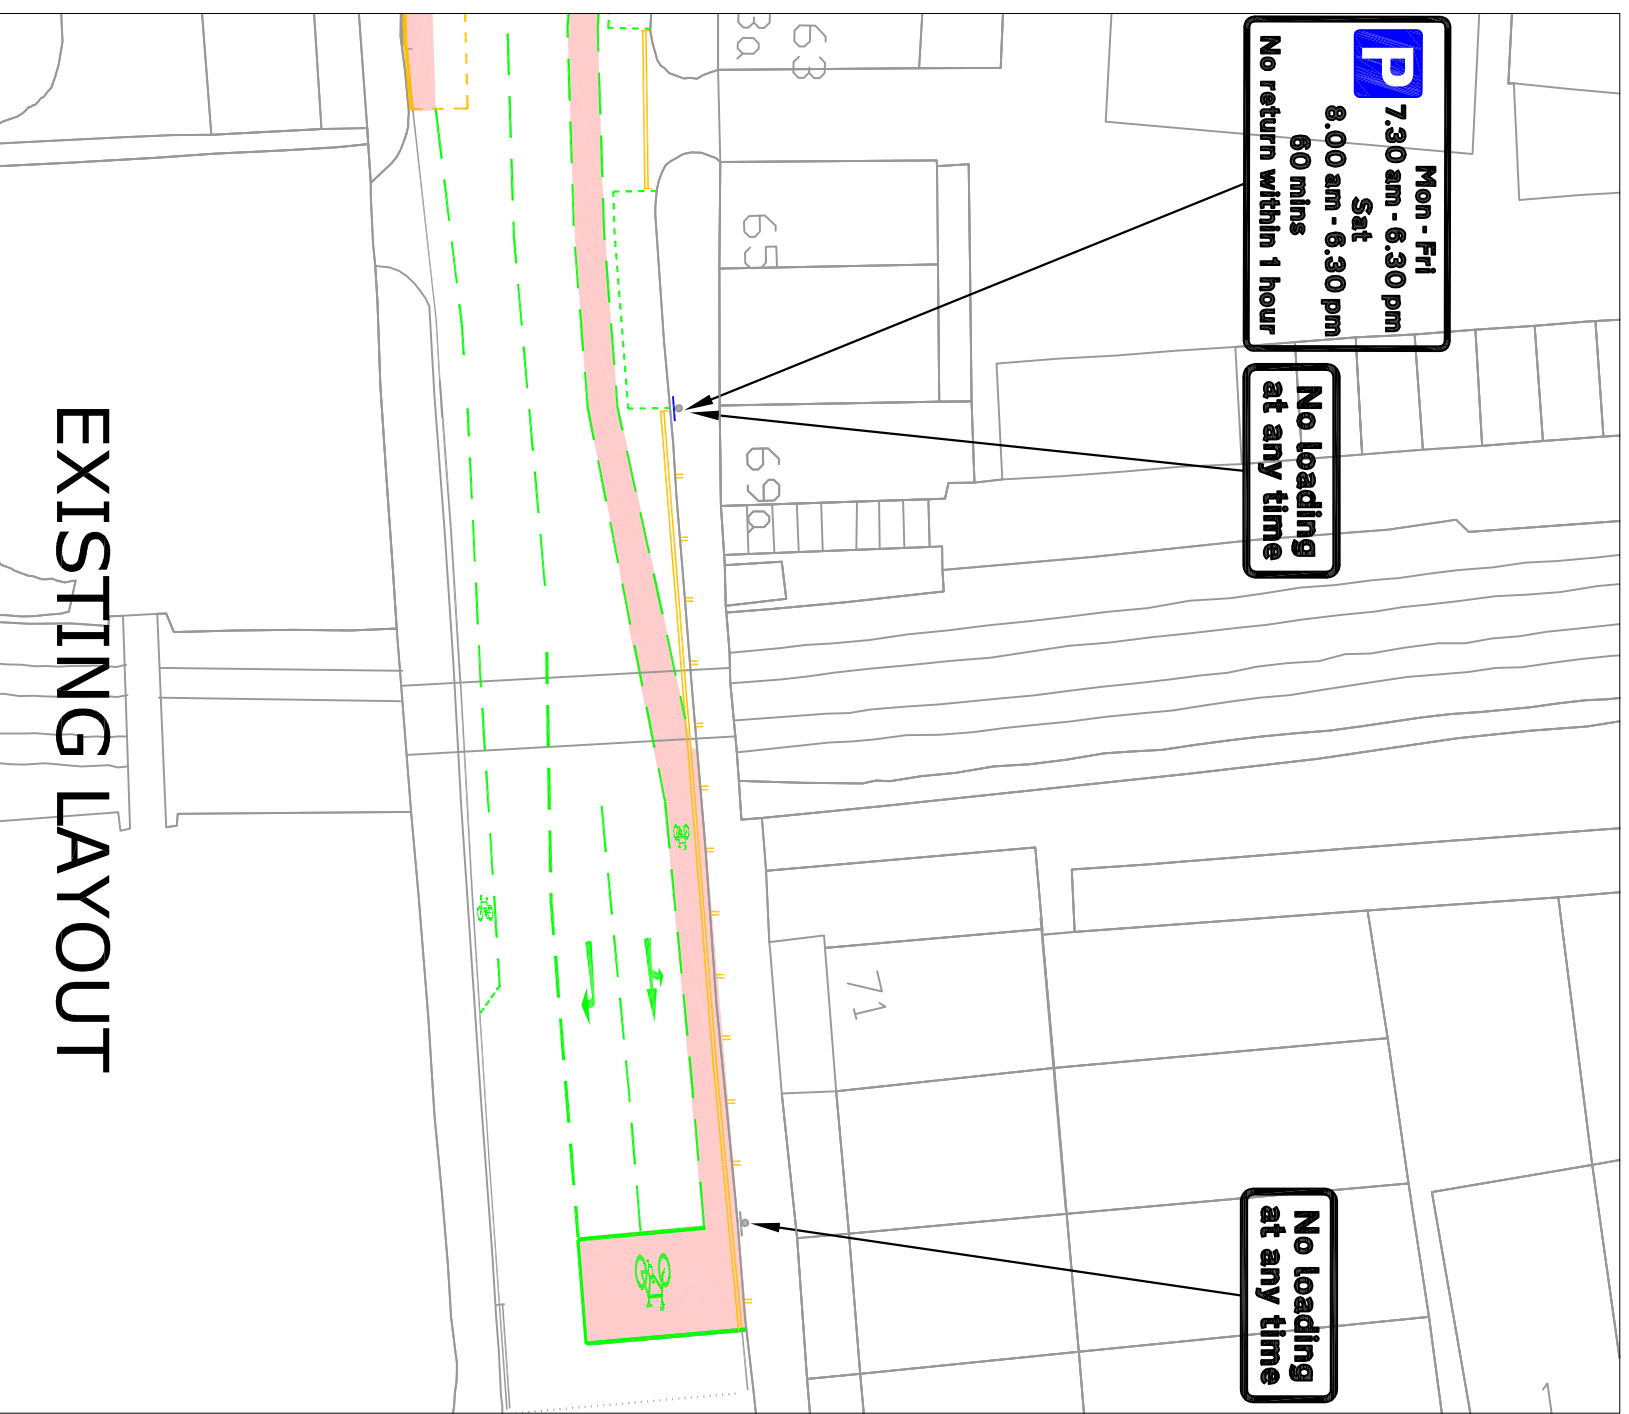 P
Mon - Fri
7.30 am - 6.30 pm
Sat
8.00 am - 6.30 pm
60 mins
No return within 1 hour
No loading
at any time
No loading
at any time
63
65
69a
71
EXISTING LAYOUT